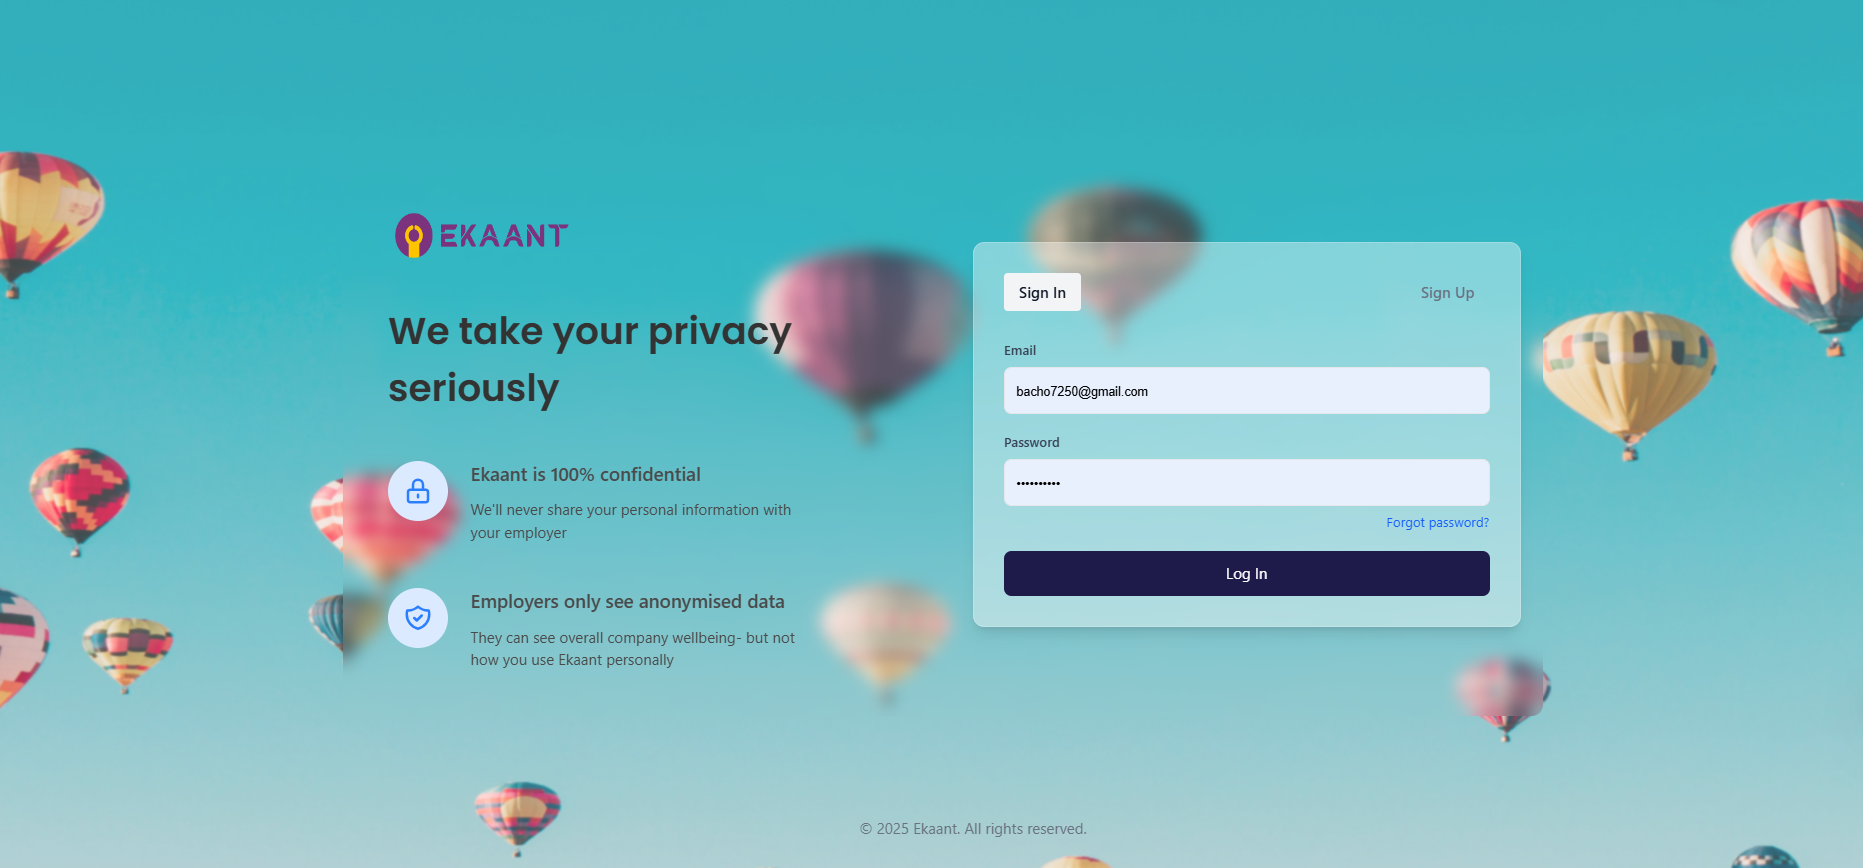 EKAANT
We take your privacy
seriously
Ekaant is 100% confidential
We'll never share your personal information with
your employer
Employers only see anonymised data
They can see overall company wellbeing- but not
how you use Ekaant personally
Sign In
Sign Up
Email
bacho7250@gmail.com
Password
••••••••••
Forgot password?
Log In
© 2025 Ekaant. All rights reserved.